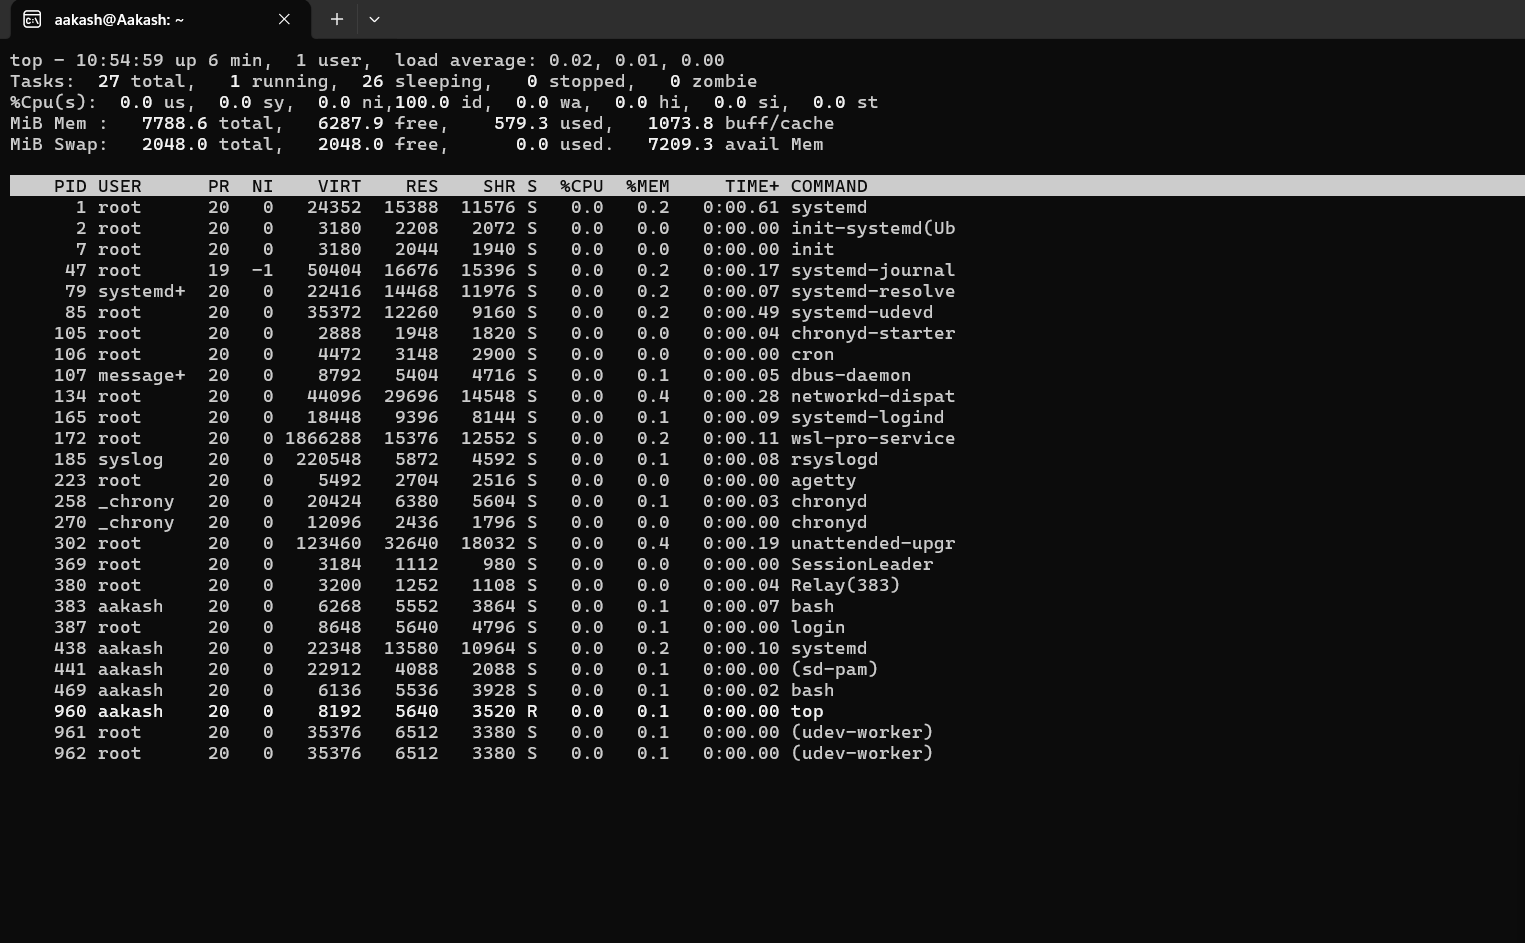 aakash@Aakash: ~
top - 10:54:59 up 6 min,  1 user,  load average: 0.02, 0.01, 0.00
Tasks:  27 total,   1 running,  26 sleeping,   0 stopped,   0 zombie
%Cpu(s):  0.0 us,  0.0 sy,  0.0 ni,100.0 id,  0.0 wa,  0.0 hi,  0.0 si,  0.0 st
MiB Mem :   7788.6 total,   6287.9 free,    579.3 used,   1073.8 buff/cache
MiB Swap:   2048.0 total,   2048.0 free,      0.0 used.   7209.3 avail Mem
    PID USER      PR  NI    VIRT    RES    SHR S  %CPU  %MEM     TIME+ COMMAND
      1 root      20   0   24352  15388  11576 S   0.0   0.2   0:00.61 systemd
      2 root      20   0    3180   2208   2072 S   0.0   0.0   0:00.00 init-systemd(Ub
      7 root      20   0    3180   2044   1940 S   0.0   0.0   0:00.00 init
     47 root      19  -1   50404  16676  15396 S   0.0   0.2   0:00.17 systemd-journal
     79 systemd+  20   0   22416  14468  11976 S   0.0   0.2   0:00.07 systemd-resolve
     85 root      20   0   35372  12260   9160 S   0.0   0.2   0:00.49 systemd-udevd
    105 root      20   0    2888   1948   1820 S   0.0   0.0   0:00.04 chronyd-starter
    106 root      20   0    4472   3148   2900 S   0.0   0.0   0:00.00 cron
    107 message+  20   0    8792   5404   4716 S   0.0   0.1   0:00.05 dbus-daemon
    134 root      20   0   44096  29696  14548 S   0.0   0.4   0:00.28 networkd-dispat
    165 root      20   0   18448   9396   8144 S   0.0   0.1   0:00.09 systemd-logind
    172 root      20   0 1866288  15376  12552 S   0.0   0.2   0:00.11 wsl-pro-service
    185 syslog    20   0  220548   5872   4592 S   0.0   0.1   0:00.08 rsyslogd
    223 root      20   0    5492   2704   2516 S   0.0   0.0   0:00.00 agetty
    258 _chrony   20   0   20424   6380   5604 S   0.0   0.1   0:00.03 chronyd
    270 _chrony   20   0   12096   2436   1796 S   0.0   0.0   0:00.00 chronyd
    302 root      20   0  123460  32640  18032 S   0.0   0.4   0:00.19 unattended-upgr
    369 root      20   0    3184   1112    980 S   0.0   0.0   0:00.00 SessionLeader
    380 root      20   0    3200   1252   1108 S   0.0   0.0   0:00.04 Relay(383)
    383 aakash    20   0    6268   5552   3864 S   0.0   0.1   0:00.07 bash
    387 root      20   0    8648   5640   4796 S   0.0   0.1   0:00.00 login
    438 aakash    20   0   22348  13580  10964 S   0.0   0.2   0:00.10 systemd
    441 aakash    20   0   22912   4088   2088 S   0.0   0.1   0:00.00 (sd-pam)
    469 aakash    20   0    6136   5536   3928 S   0.0   0.1   0:00.02 bash
    960 aakash    20   0    8192   5640   3520 R   0.0   0.1   0:00.00 top
    961 root      20   0   35376   6512   3380 S   0.0   0.1   0:00.00 (udev-worker)
    962 root      20   0   35376   6512   3380 S   0.0   0.1   0:00.00 (udev-worker)